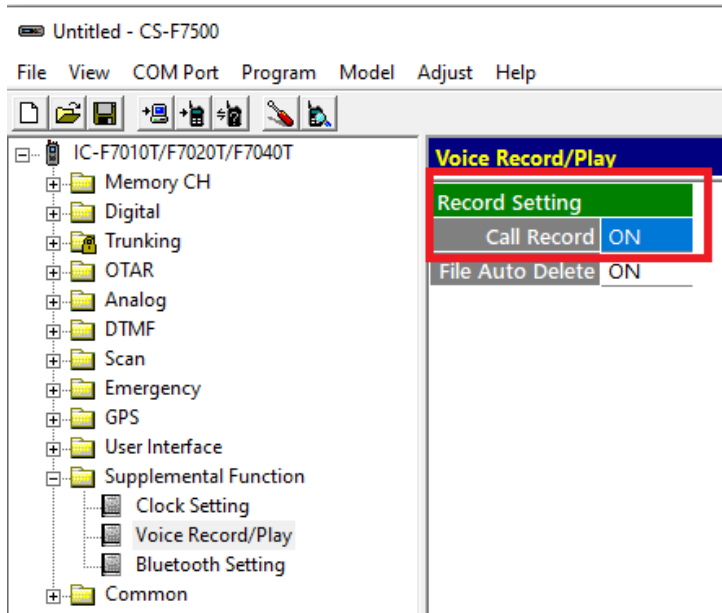 Untitled - CS-F7500
File View COM Port Program Model Adjust Help
IC-F7010T/F7020T/F7040T
Memory CH
Digital
Trunking
OTAR
Analog
DTMF
Scan
Emergency
GPS
User Interface
Supplemental Function
Clock Setting
Voice Record/Play
Bluetooth Setting
Common
Voice Record/Play
Record Setting
Call Record ON
File Auto Delete ON